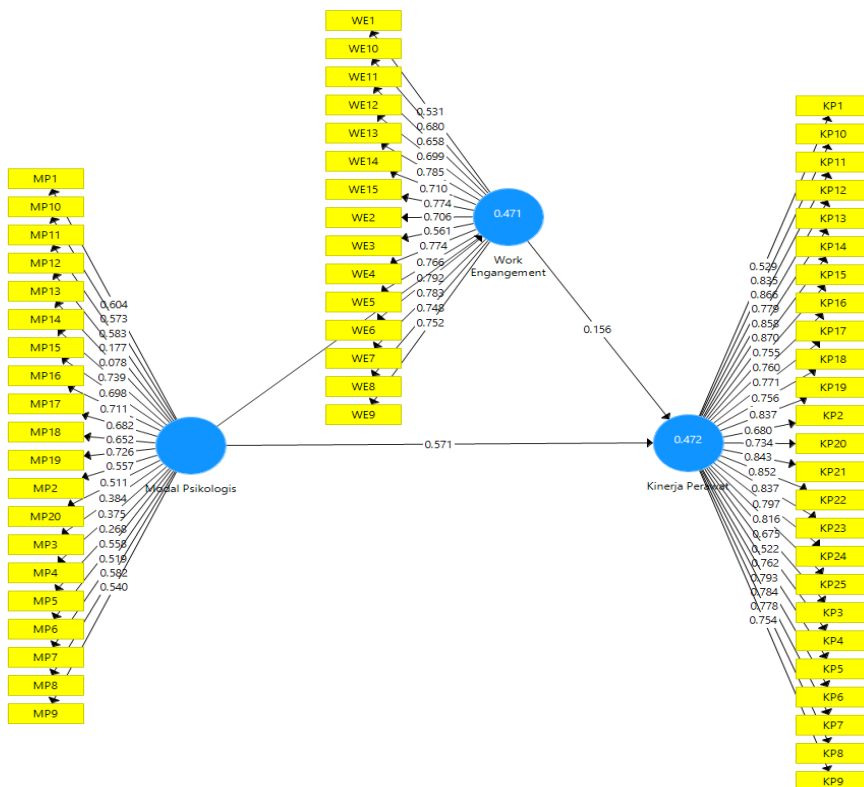 WE1
WE10
WE11
WE12
WE13
WE14
WE15
WE2
WE3
WE4
WE5
WE6
WE7
WE8
WE9
0.531
0.680
0.658
0.699
0.785
0.710
0.774
0.706
0.561
0.774
0.766
0.792
0.783
0.748
0.752
0.471
Work
Engangement
MP1
MP10
MP11
MP12
MP13
MP14
MP15
MP16
MP17
MP18
MP19
MP2
MP20
MP3
MP4
MP5
MP6
MP7
MP8
MP9
0.604
0.573
0.583
0.177
0.078
0.739
0.698
0.711
0.682
0.652
0.726
0.557
0.511
0.384
0.375
0.268
0.558
0.519
0.582
0.540
Modal Psikologis
0.156
0.571
0.472
Kinerja Perawat
0.529
0.835
0.866
0.779
0.858
0.870
0.755
0.760
0.771
0.756
0.837
0.680
0.734
0.843
0.852
0.837
0.797
0.816
0.675
0.522
0.762
0.793
0.784
0.778
0.754
KP1
KP10
KP11
KP12
KP13
KP14
KP15
KP16
KP17
KP18
KP19
KP2
KP20
KP21
KP22
KP23
KP24
KP25
KP3
KP4
KP5
KP6
KP7
KP8
KP9